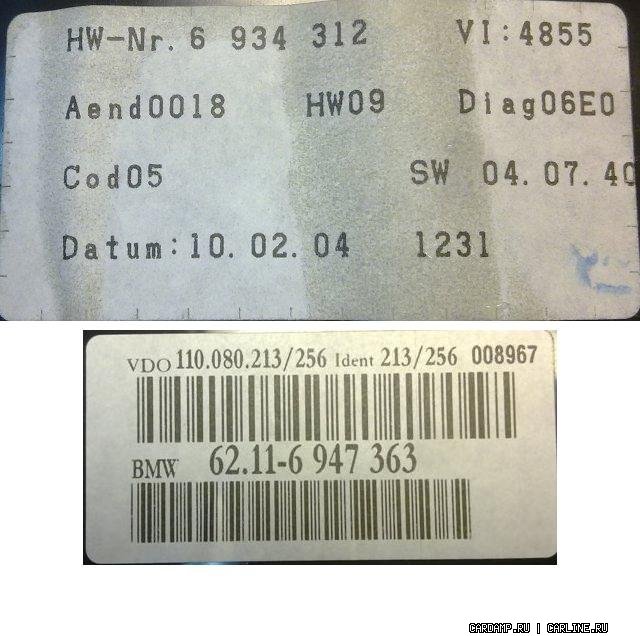 HW-Nr. 6 934 312 VI:4855
Aend0018 HW09 Diag06E0
Cod05 SW 04.07.40
Datum:10.02.04 1231
VDO 110.080.213/256 Ident 213/256 008967
BMW 62.11-6 947 363
CARDAMP.RU | CARLINE.RU